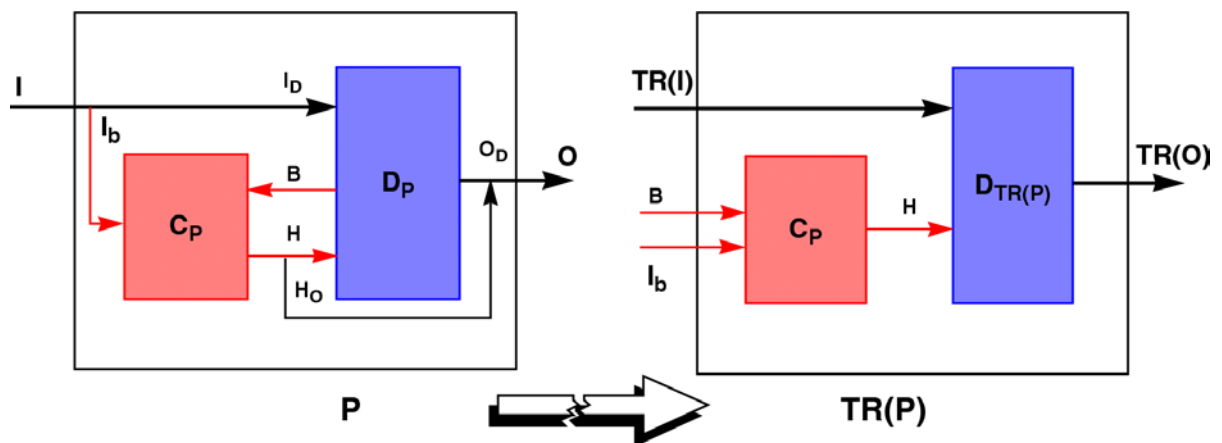 I
I_D
I_b
B
H
H_O
C_P
D_P
O_D
O
P
TR(I)
B
I_b
C_P
H
D_TR(P)
TR(O)
TR(P)